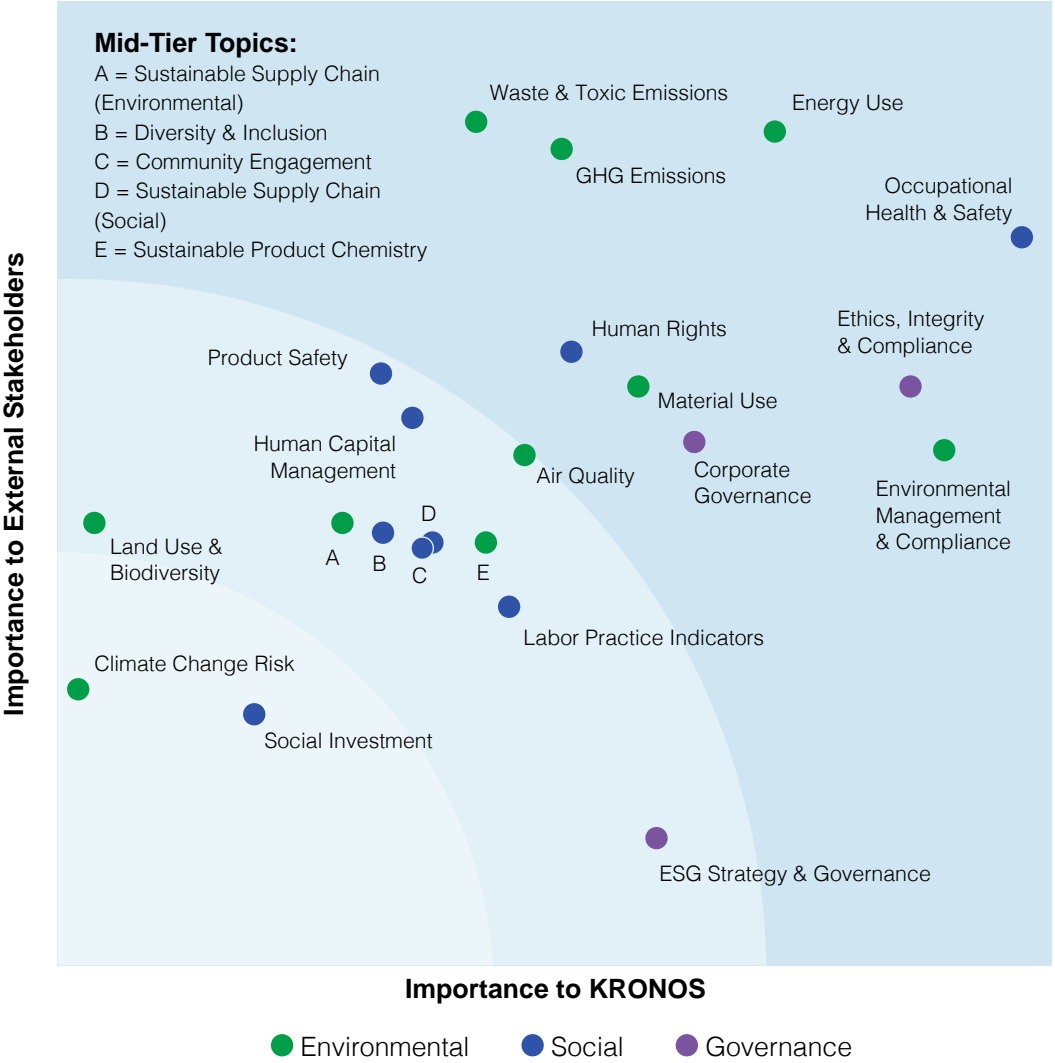 Mid-Tier Topics:
A = Sustainable Supply Chain
(Environmental)
B = Diversity & Inclusion
C = Community Engagement
D = Sustainable Supply Chain
(Social)
E = Sustainable Product Chemistry
Waste & Toxic Emissions
Energy Use
GHG Emissions
Occupational
Health & Safety
Ethics, Integrity
& Compliance
Human Rights
Product Safety
Material Use
Human Capital
Management
Air Quality
Corporate
Governance
Environmental
Management
& Compliance
Land Use &
Biodiversity
A
B
D
C
E
Labor Practice Indicators
Climate Change Risk
Social Investment
ESG Strategy & Governance
Importance to External Stakeholders
Importance to KRONOS
Environmental
Social
Governance